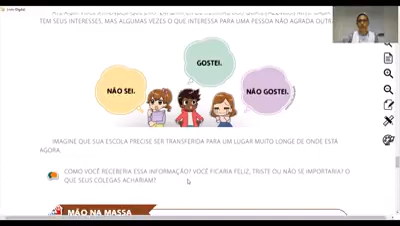 TEM SEUS INTERESSES, MAS ALGUMAS VEZES O QUE INTERESSA PARA UMA PESSOA NÃO AGRADA OUTRA
GOSTEI.
NÃO SEI.
NÃO GOSTEI.
IMAGINE QUE SUA ESCOLA PRECISE SER TRANSFERIDA PARA UM LUGAR MUITO LONGE DE ONDE ESTÁ
AGORA.
COMO VOCÊ RECEBERIA ESSA INFORMAÇÃO? VOCÊ FICARIA FELIZ, TRISTE OU NÃO SE IMPORTARIA? O
QUE SEUS COLEGAS ACHARIAM?
MÃO NA MASSA